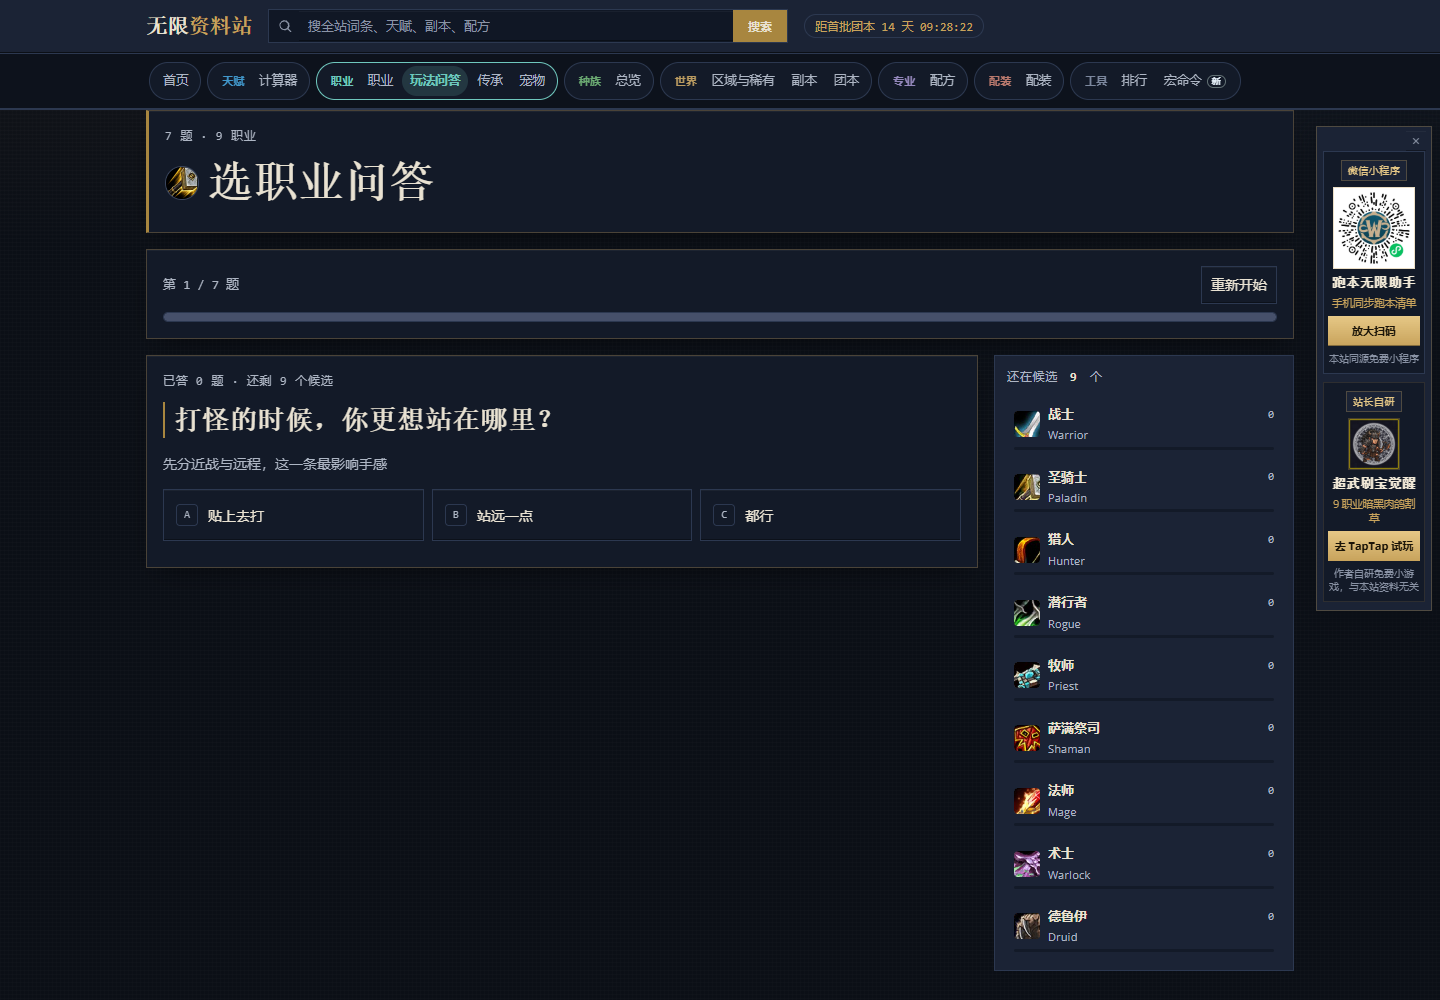 无限资料站
搜全站词条、天赋、副本、配方
搜索
距首批团本 14 天 09:28:22
首页
天赋 计算器
职业 职业 玩法问答 传承 宠物
种族 总览
世界 区域与稀有 副本 团本
专业 配方
配装 配装
工具 排行 宏命令 新
7 题 · 9 职业
选职业问答
第 1 / 7 题
重新开始
已答 0 题 · 还剩 9 个候选
打怪的时候，你更想站在哪里？
先分近战与远程，这一条最影响手感
A 贴上去打
B 站远一点
C 都行
还在候选 9 个
战士 0
Warrior
圣骑士 0
Paladin
猎人 0
Hunter
潜行者 0
Rogue
牧师 0
Priest
萨满祭司 0
Shaman
法师 0
Mage
术士 0
Warlock
德鲁伊 0
Druid
×
微信小程序
W
跑本无限助手
手机同步跑本清单
放大扫码
本站同源免费小程序
站长自研
超武刷宝觉醒
9 职业暗黑肉鸽割
草
去 TapTap 试玩
作者自研免费小游
戏，与本站资料无关